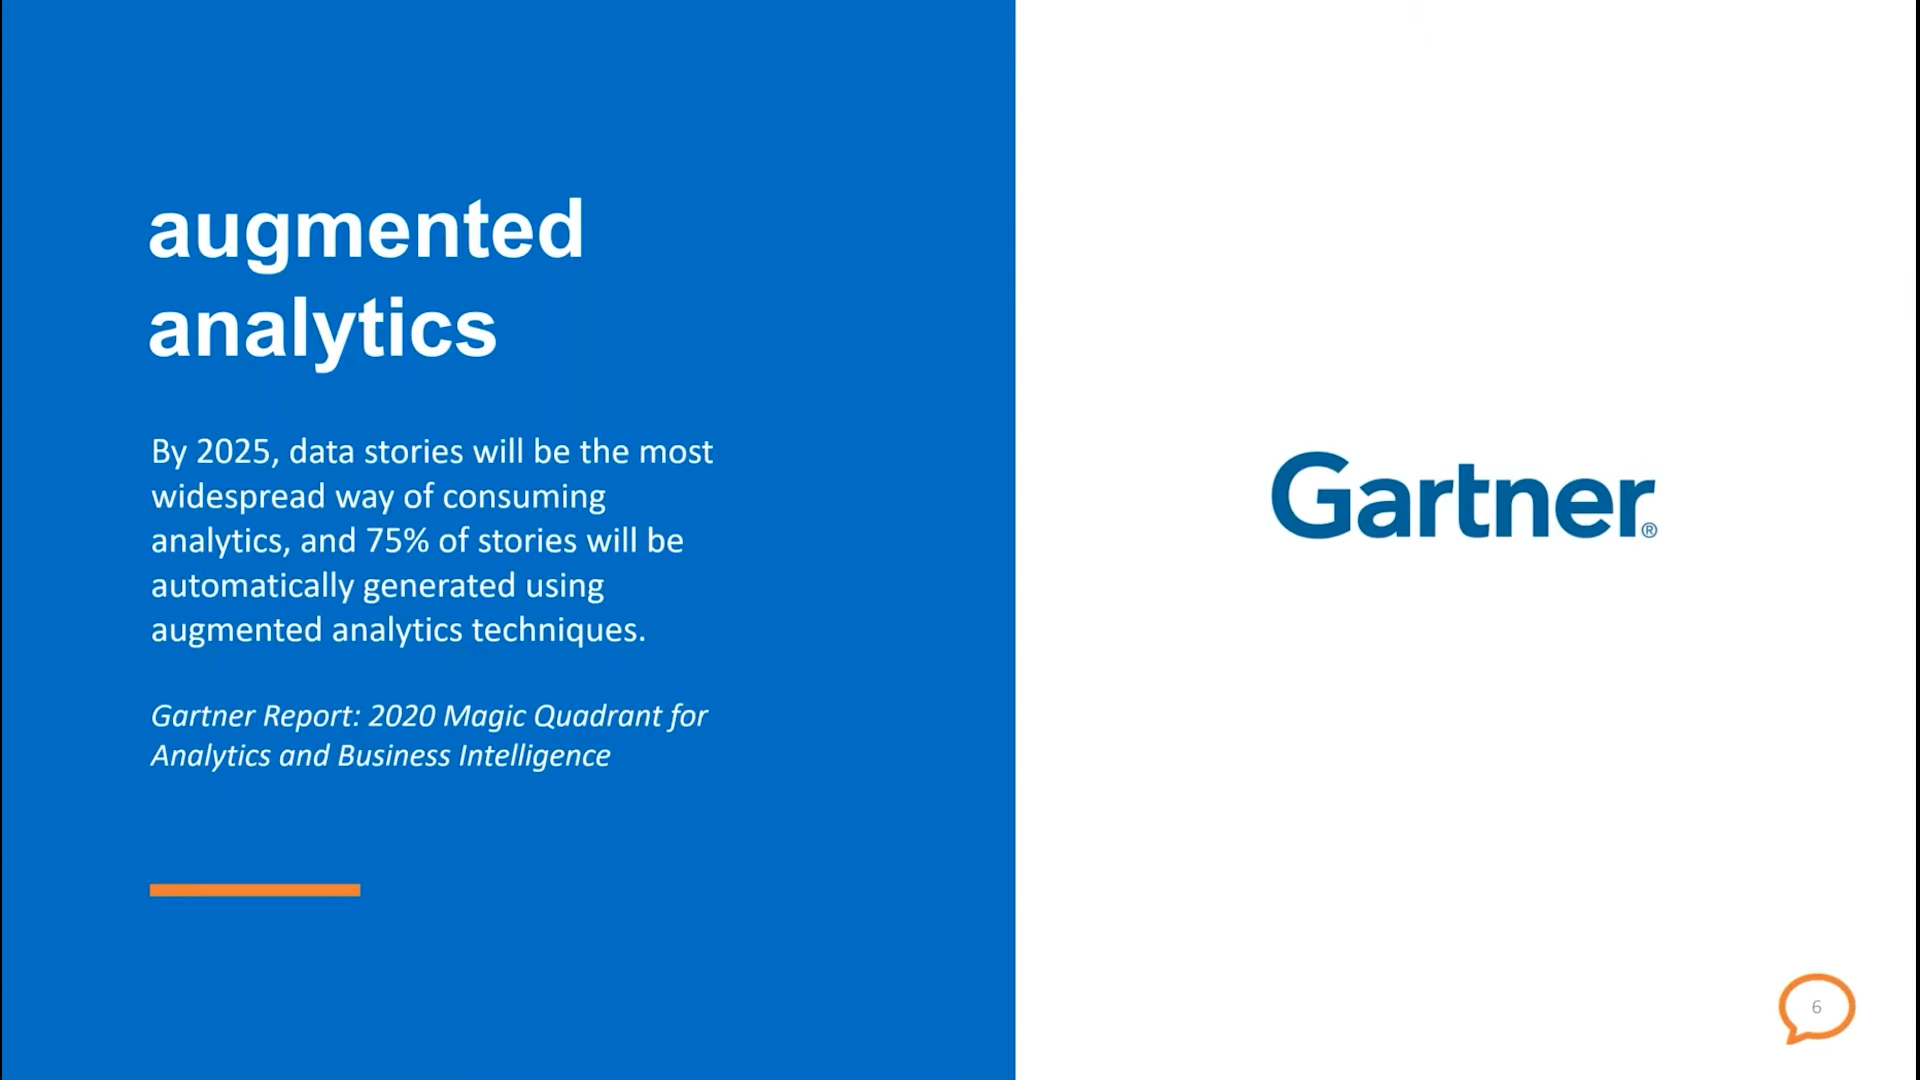 augmented
analytics
By 2025, data stories will be the most
widespread way of consuming
analytics, and 75% of stories will be
automatically generated using
augmented analytics techniques.
Gartner Report: 2020 Magic Quadrant for
Analytics and Business Intelligence
Gartner®
6